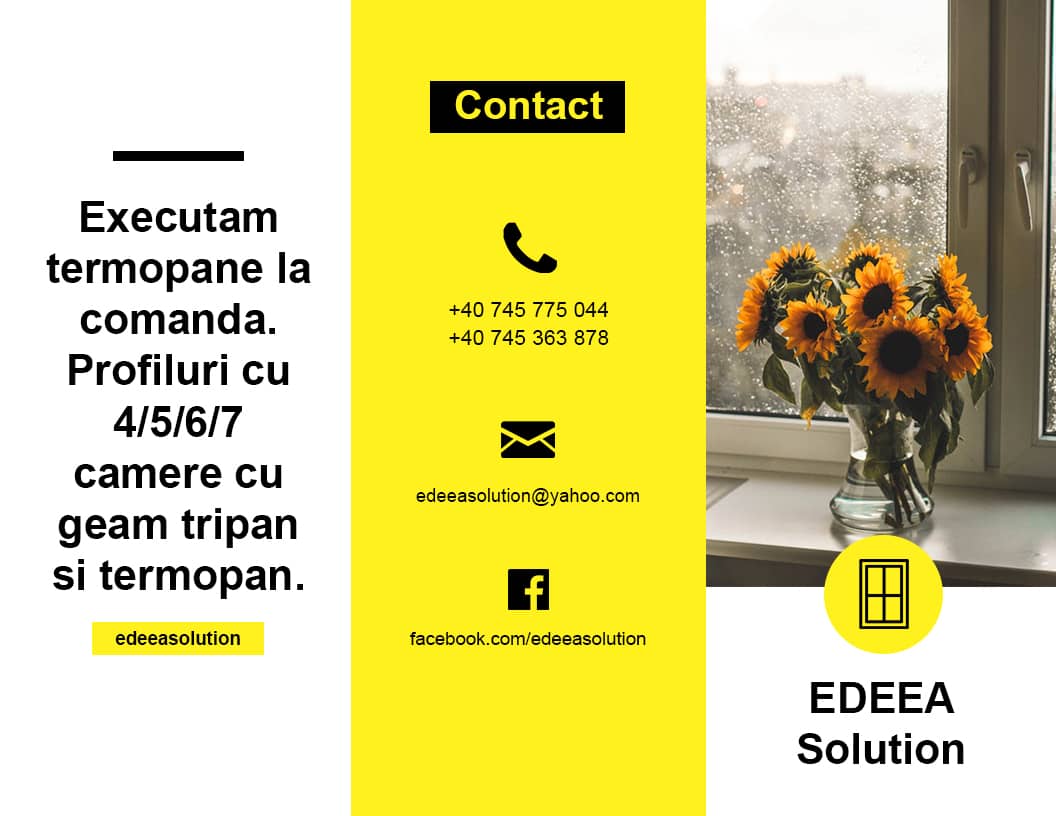 Executam
termopane la
comanda.
Profiluri cu
4/5/6/7
camere cu
geam tripan
si termopan.
edeeasolution
Contact
+40 745 775 044
+40 745 363 878
edeeasolution@yahoo.com
facebook.com/edeeasolution
EDEEA
Solution